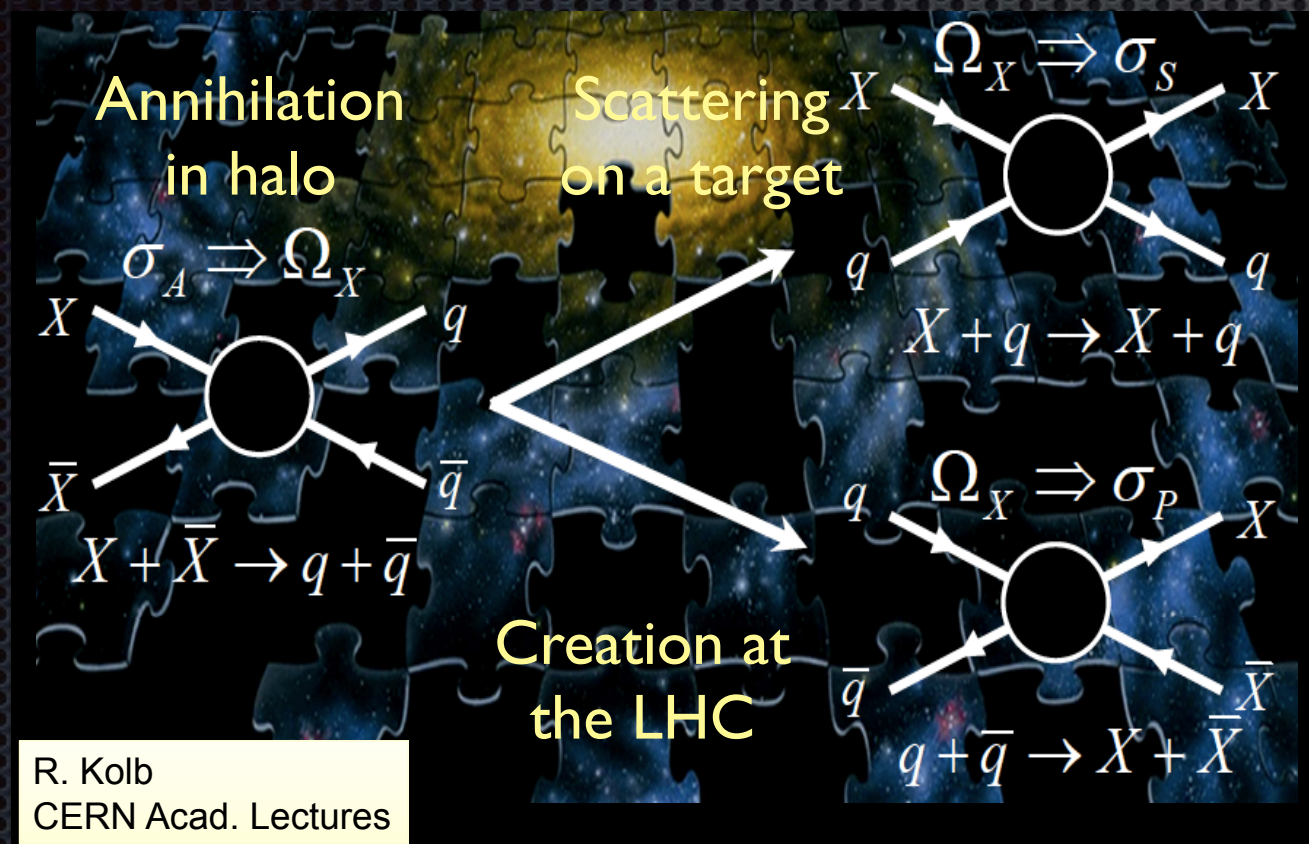 Annihilation
in halo
σ_A ⇒ Ω_X
X
q
X̅
q̅
X + X̅ → q + q̅
Scattering
on a target
Ω_X ⇒ σ_S
X
X
q
q
X + q → X + q
Creation at
the LHC
Ω_X ⇒ σ_P
q
X
q̅
X̅
q + q̅ → X + X̅
R. Kolb
CERN Acad. Lectures